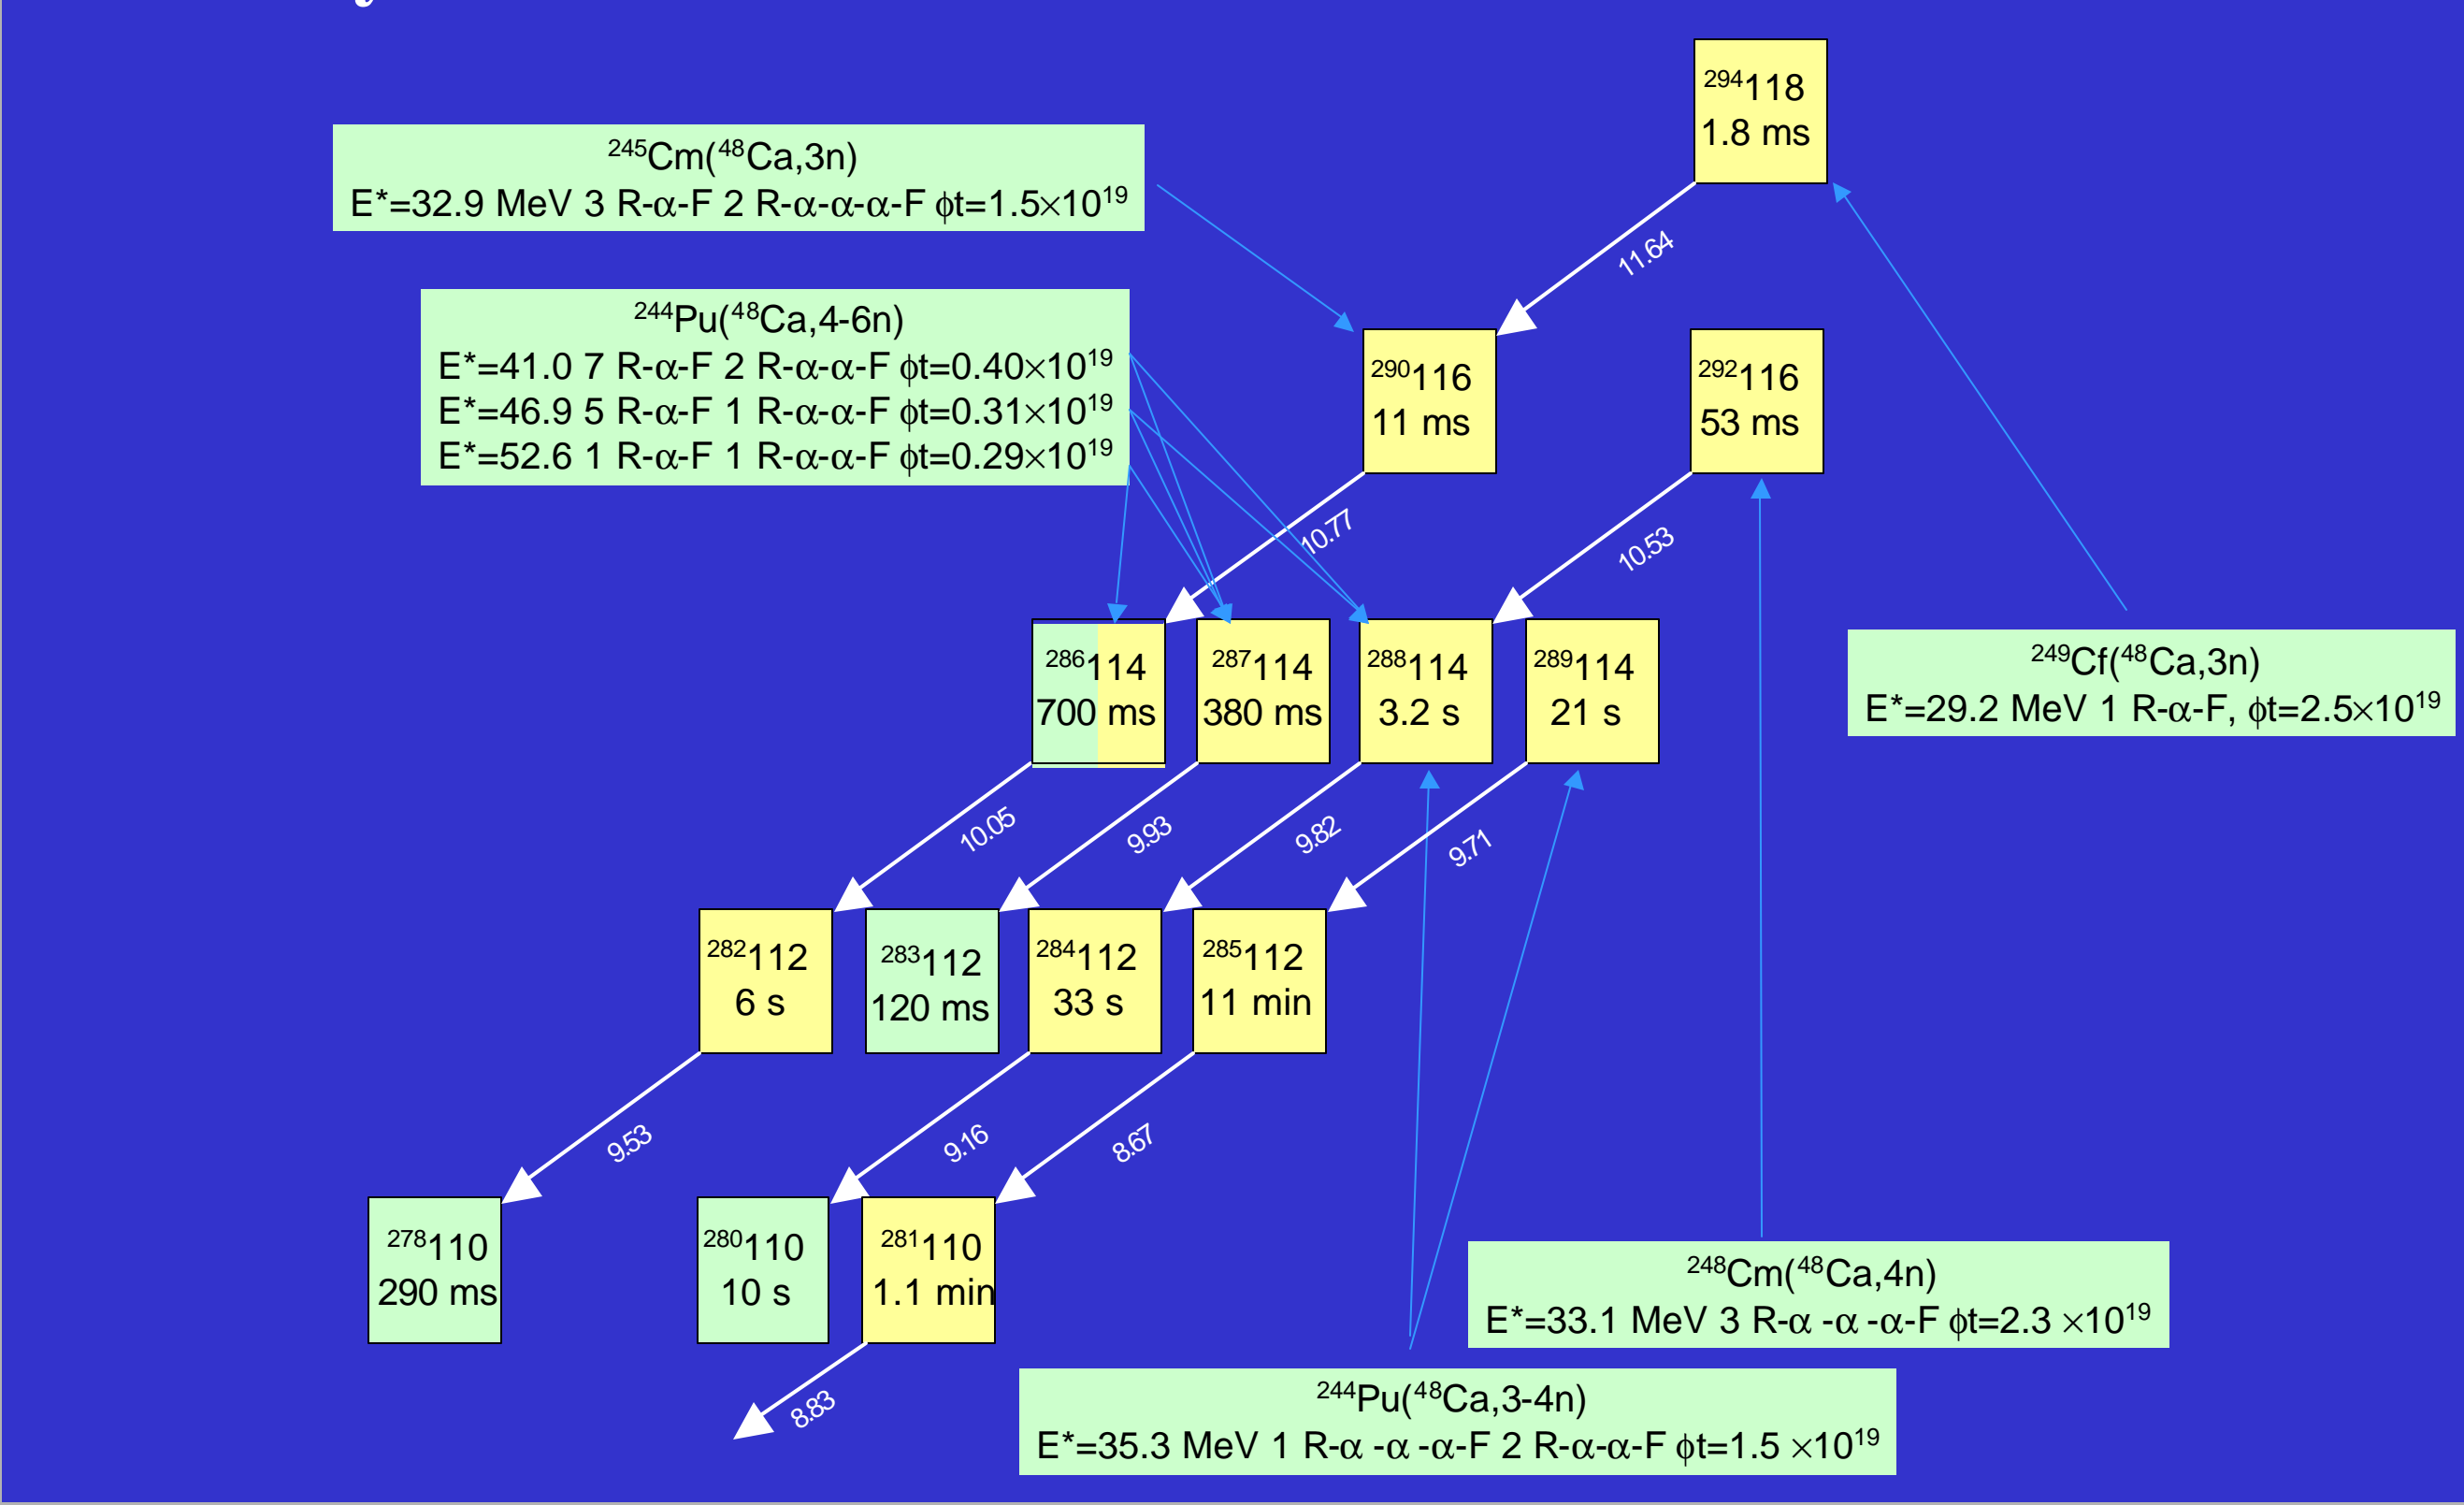 ²⁹⁴118
1.8 ms
²⁴⁵Cm(⁴⁸Ca,3n)
E*=32.9 MeV 3 R-α-F 2 R-α-α-α-F ϕt=1.5×10¹⁹
11.64
²⁴⁴Pu(⁴⁸Ca,4-6n)
E*=41.0 7 R-α-F 2 R-α-α-F ϕt=0.40×10¹⁹
E*=46.9 5 R-α-F 1 R-α-α-F ϕt=0.31×10¹⁹
E*=52.6 1 R-α-F 1 R-α-α-F ϕt=0.29×10¹⁹
²⁹⁰116
11 ms
²⁹²116
53 ms
10.77
10.53
²⁸⁶114
700 ms
²⁸⁷114
380 ms
²⁸⁸114
3.2 s
²⁸⁹114
21 s
²⁴⁹Cf(⁴⁸Ca,3n)
E*=29.2 MeV 1 R-α-F, ϕt=2.5×10¹⁹
10.05
9.93
9.82
9.71
²⁸²112
6 s
²⁸³112
120 ms
²⁸⁴112
33 s
²⁸⁵112
11 min
9.53
9.16
8.67
²⁷⁸110
290 ms
²⁸⁰110
10 s
²⁸¹110
1.1 min
²⁴⁸Cm(⁴⁸Ca,4n)
E*=33.1 MeV 3 R-α -α -α-F ϕt=2.3 ×10¹⁹
8.83
²⁴⁴Pu(⁴⁸Ca,3-4n)
E*=35.3 MeV 1 R-α -α -α-F 2 R-α-α-F ϕt=1.5 ×10¹⁹